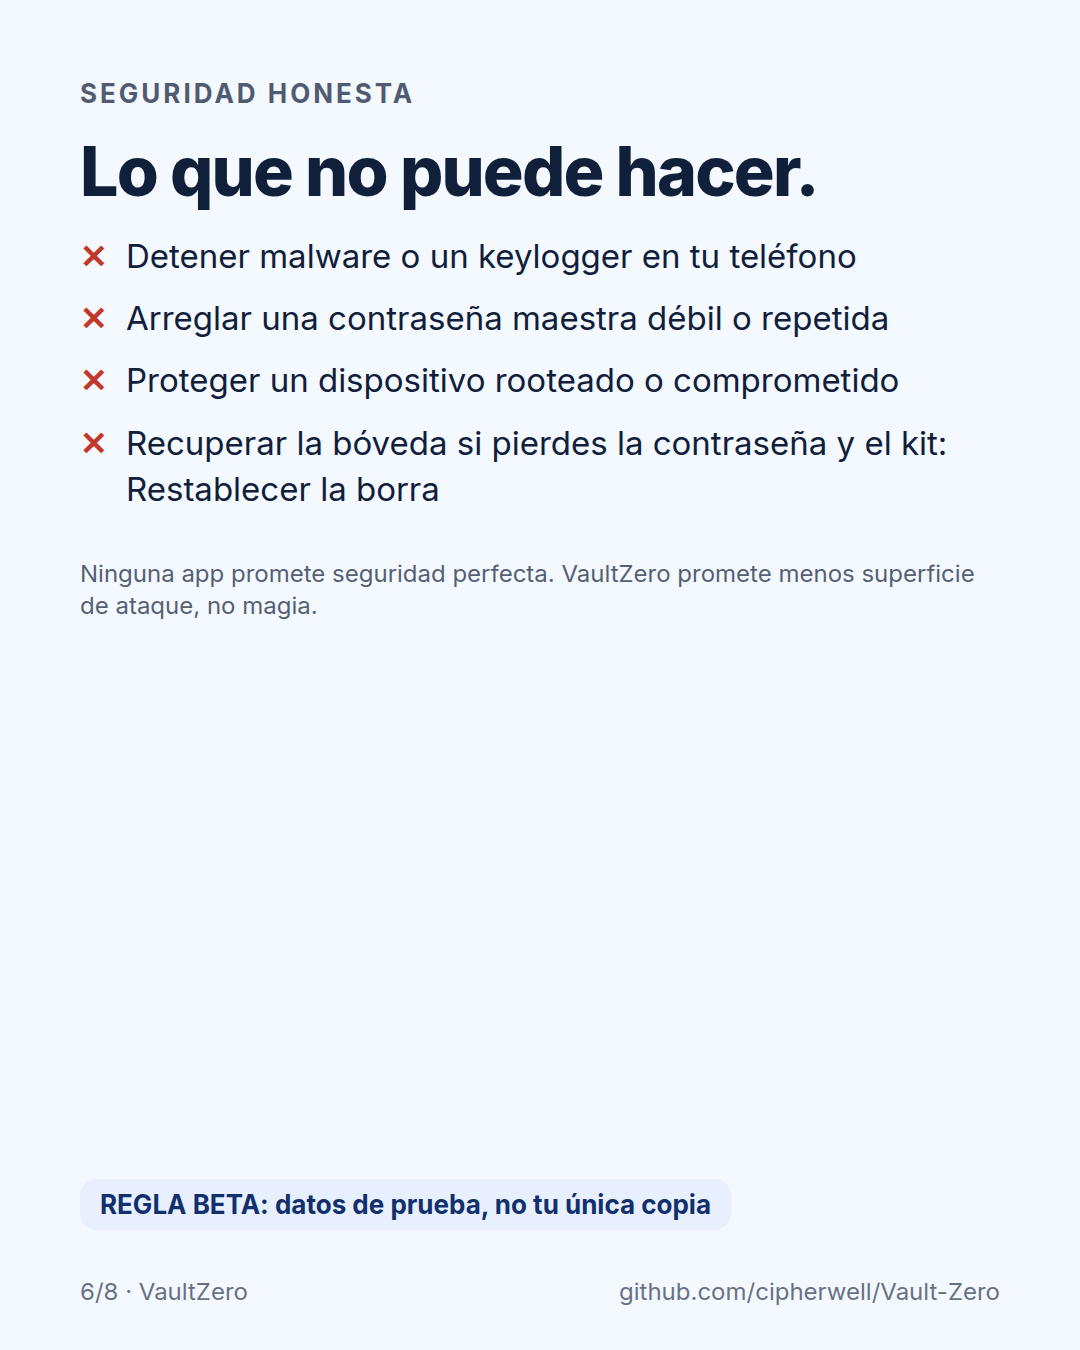 SEGURIDAD HONESTA
Lo que no puede hacer.
✕ Detener malware o un keylogger en tu teléfono
✕ Arreglar una contraseña maestra débil o repetida
✕ Proteger un dispositivo rooteado o comprometido
✕ Recuperar la bóveda si pierdes la contraseña y el kit:
Restablecer la borra
Ninguna app promete seguridad perfecta. VaultZero promete menos superficie
de ataque, no magia.
REGLA BETA: datos de prueba, no tu única copia
6/8 · VaultZero
github.com/cipherwell/Vault-Zero